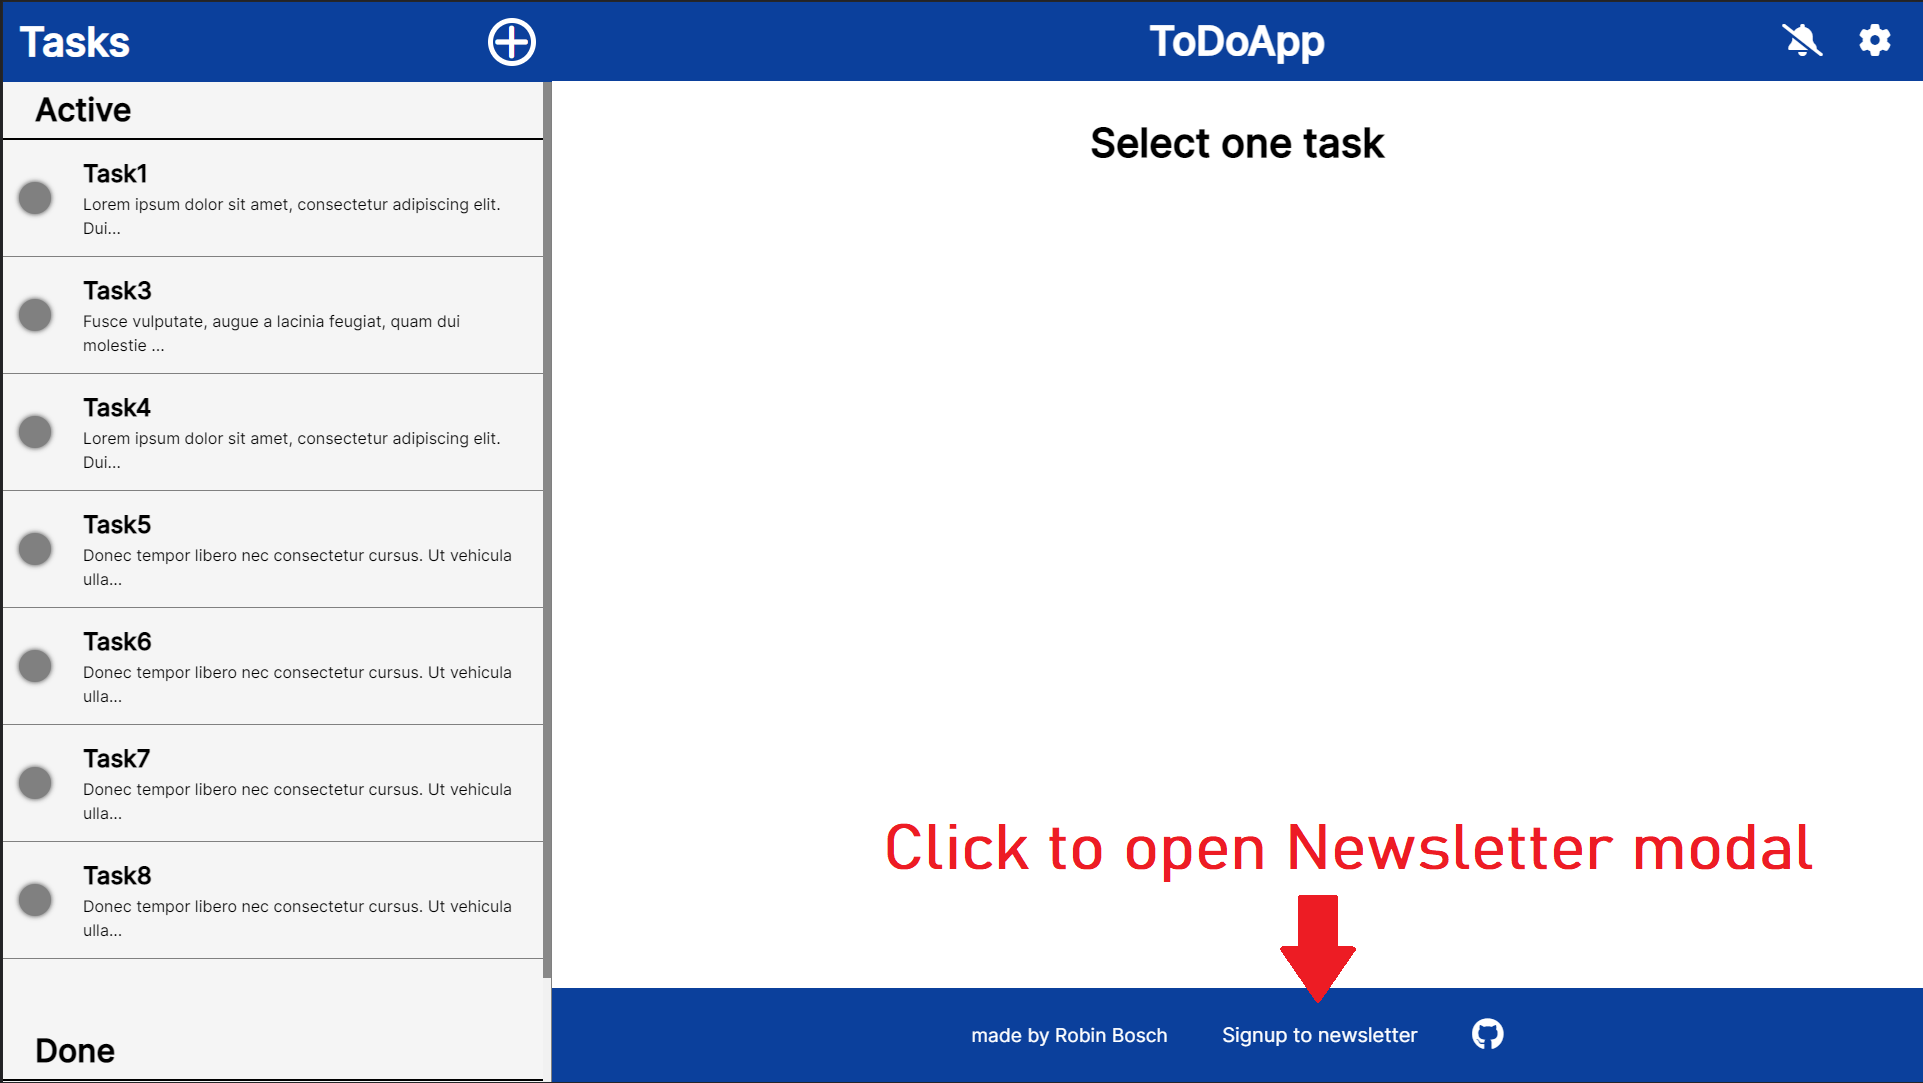 Tasks
ToDoApp
Active
Task1
Lorem ipsum dolor sit amet, consectetur adipiscing elit.
Dui...
Task3
Fusce vulputate, augue a lacinia feugiat, quam dui
molestie ...
Task4
Lorem ipsum dolor sit amet, consectetur adipiscing elit.
Dui...
Task5
Donec tempor libero nec consectetur cursus. Ut vehicula
ulla...
Task6
Donec tempor libero nec consectetur cursus. Ut vehicula
ulla...
Task7
Donec tempor libero nec consectetur cursus. Ut vehicula
ulla...
Task8
Donec tempor libero nec consectetur cursus. Ut vehicula
ulla...
Done
Select one task
Click to open Newsletter modal
made by Robin Bosch
Signup to newsletter